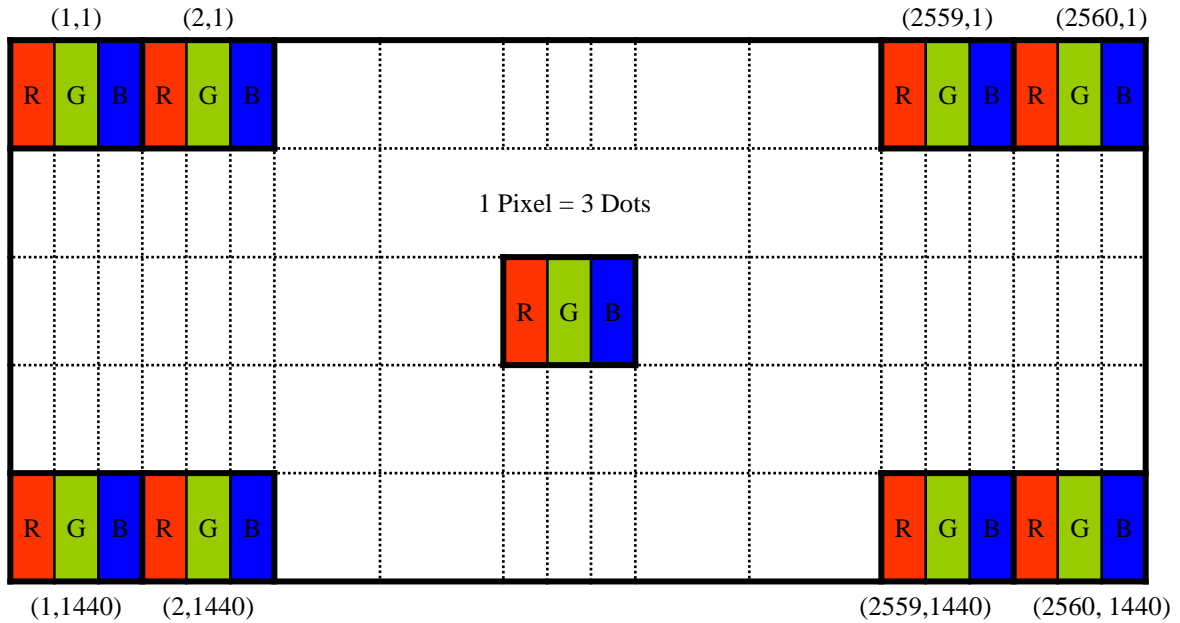 (1,1) (2,1) (2559,1) (2560,1)
R G B R G B R G B R G B
1 Pixel = 3 Dots
R G B
R G B R G B R G B R G B
(1,1440) (2,1440) (2559,1440) (2560, 1440)